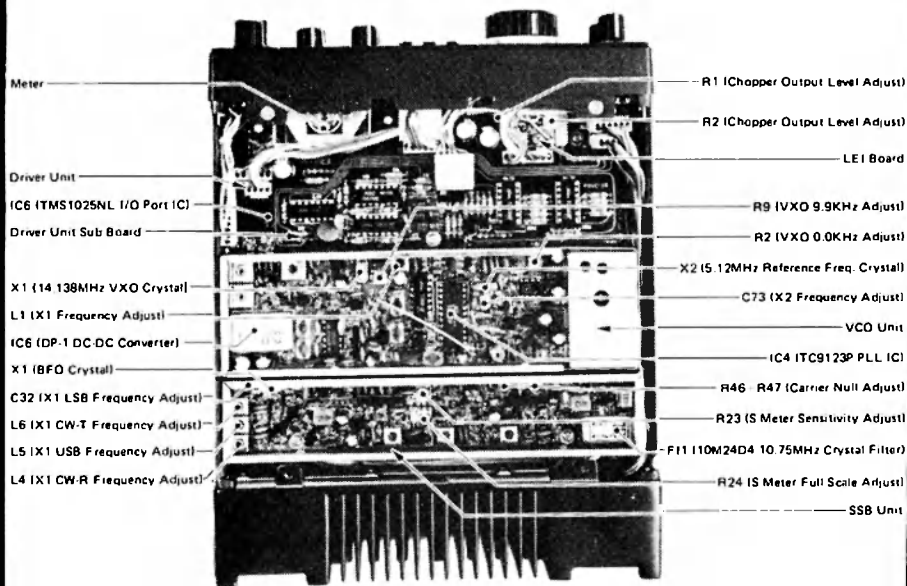 Meter
Driver Unit
IC6 (TMS1025NL I/O Port IC)
Driver Unit Sub Board
X1 (14 138MHz VXO Crystal)
L1 (X1 Frequency Adjust)
IC6 (DP-1 DC-DC Converter)
X1 (BFO Crystal)
C32 (X1 LSB Frequency Adjust)
L6 (X1 CW-T Frequency Adjust)
L5 (X1 USB Frequency Adjust)
L4 (X1 CW-R Frequency Adjust)
R1 (Chopper Output Level Adjust)
R2 (Chopper Output Level Adjust)
LEI Board
R9 (VXO 9.9KHz Adjust)
R2 (VXO 0.0KHz Adjust)
X2 (5.12MHz Reference Freq. Crystal)
C73 (X2 Frequency Adjust)
VCO Unit
IC4 (TC9123P PLL IC)
R46 - R47 (Carrier Null Adjust)
R23 (S Meter Sensitivity Adjust)
FI1 (10M24D4 10.75MHz Crystal Filter)
R24 (S Meter Full Scale Adjust)
SSB Unit